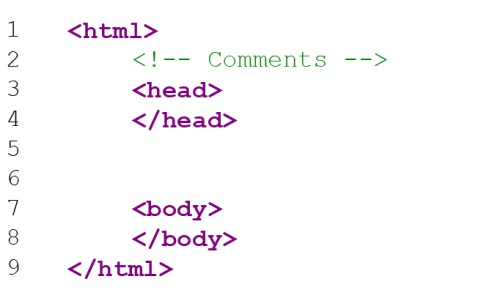 1 <html>
2 <!-- Comments -->
3 <head>
4 </head>
5
6
7 <body>
8 </body>
9 </html>